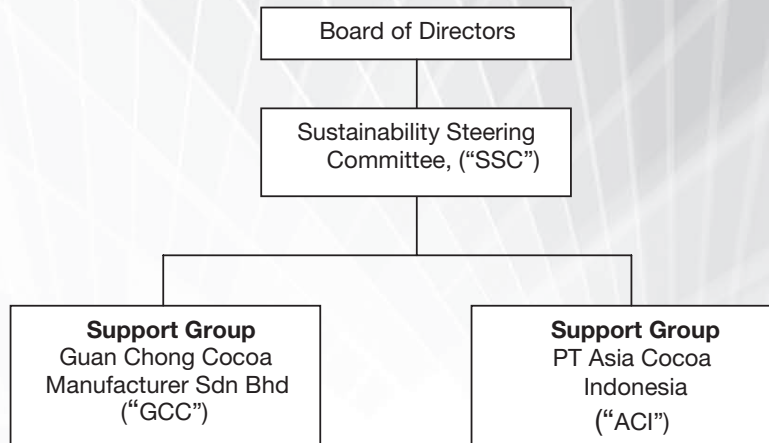 Board of Directors
Sustainability Steering
Committee, (“SSC”)
Support Group
Guan Chong Cocoa
Manufacturer Sdn Bhd
(“GCC”)
Support Group
PT Asia Cocoa
Indonesia
(“ACI”)